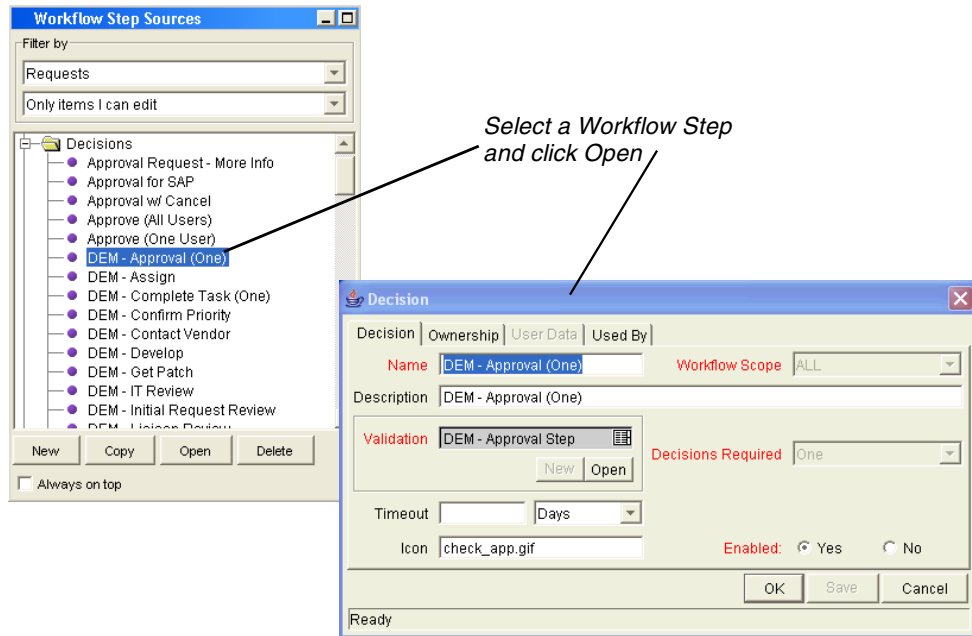 Workflow Step Sources
Filter by
Requests
Only items I can edit
Decisions
Approval Request - More Info
Approval for SAP
Approval w/ Cancel
Approve (All Users)
Approve (One User)
DEM - Approval (One)
DEM - Assign
DEM - Complete Task (One)
DEM - Confirm Priority
DEM - Contact Vendor
DEM - Develop
DEM - Get Patch
DEM - IT Review
DEM - Initial Request Review
DEM - Liaison Review
New Copy Open Delete
Always on top
Select a Workflow Step
and click Open
Decision
Decision Ownership User Data Used By
Name DEM - Approval (One) Workflow Scope ALL
Description DEM - Approval (One)
Validation DEM - Approval Step
Decisions Required One
New Open
Timeout Days
Icon check_app.gif Enabled: Yes No
OK Save Cancel
Ready